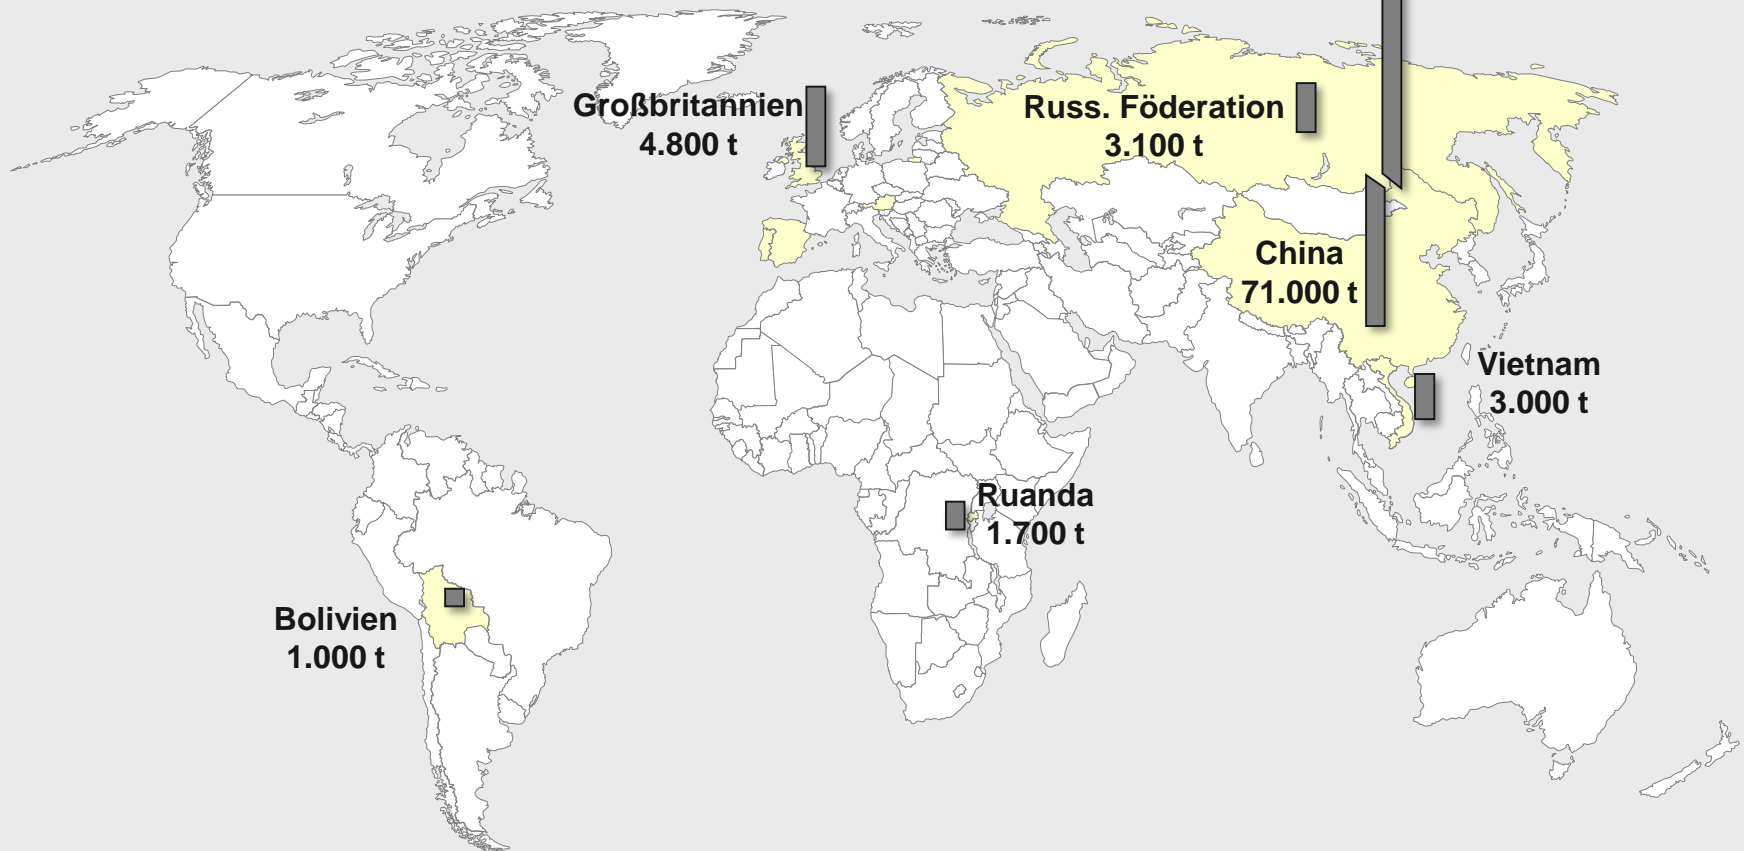 Großbritannien
4.800 t
Russ. Föderation
3.100 t
China
71.000 t
Vietnam
3.000 t
Ruanda
1.700 t
Bolivien
1.000 t